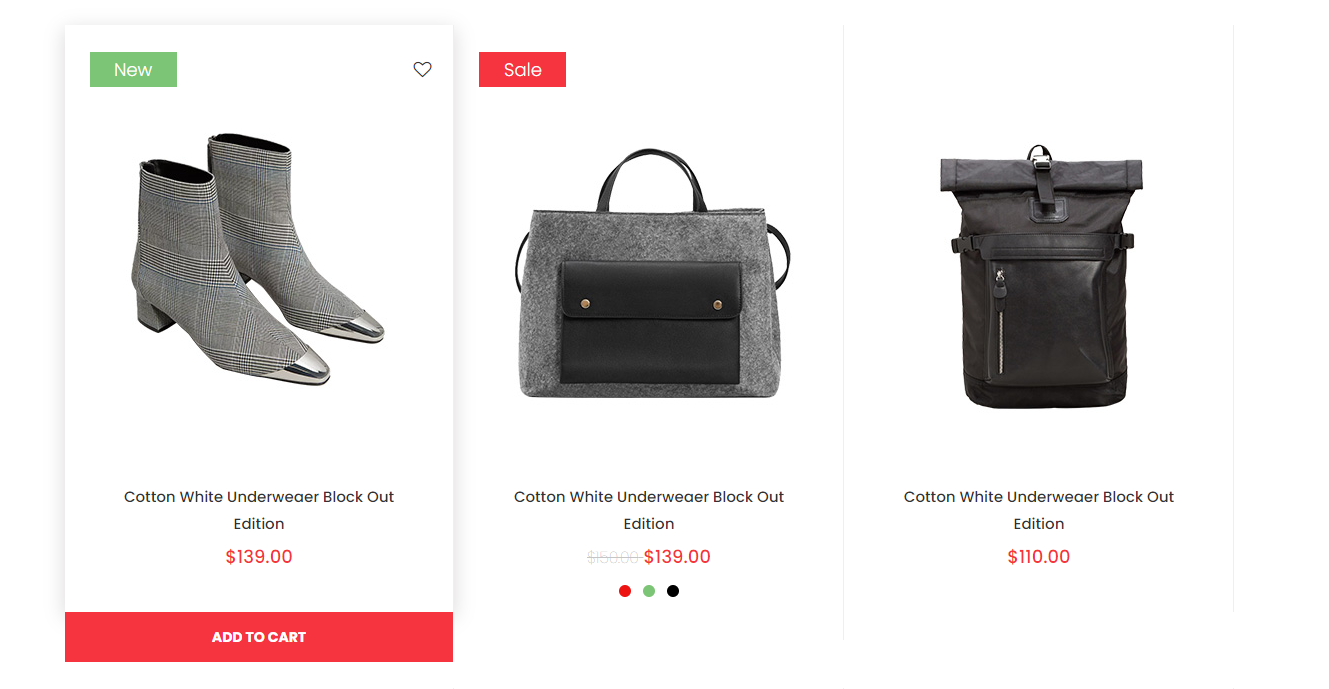 New
Sale
Cotton White Underweaer Block Out
Edition
$139.00
ADD TO CART
Cotton White Underweaer Block Out
Edition
$150.00 $139.00
Cotton White Underweaer Block Out
Edition
$110.00